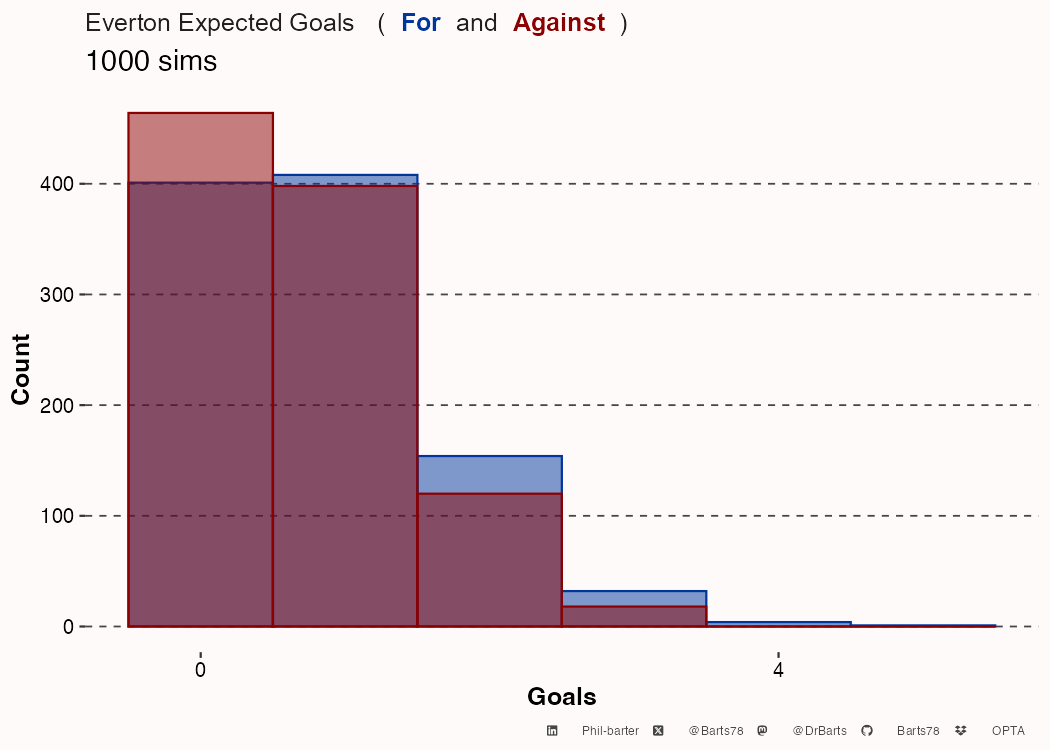 Everton Expected Goals ( For and Against )
1000 sims
400
300
200
100
0
Count
0 4
Goals
Phil-barter @Barts78 @DrBarts Barts78 OPTA